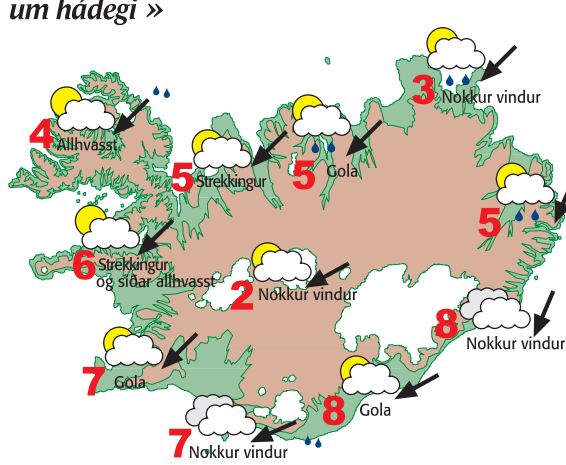 um hádegi »
3
Nokkur vindur
4
Allhvasst
5
Strekkingur
5
Gola
5
6
Strekkingur
og síðar allhvasst
2
Nokkur vindur
8
Nokkur vindur
7
Gola
8
Gola
7
Nokkur vindur